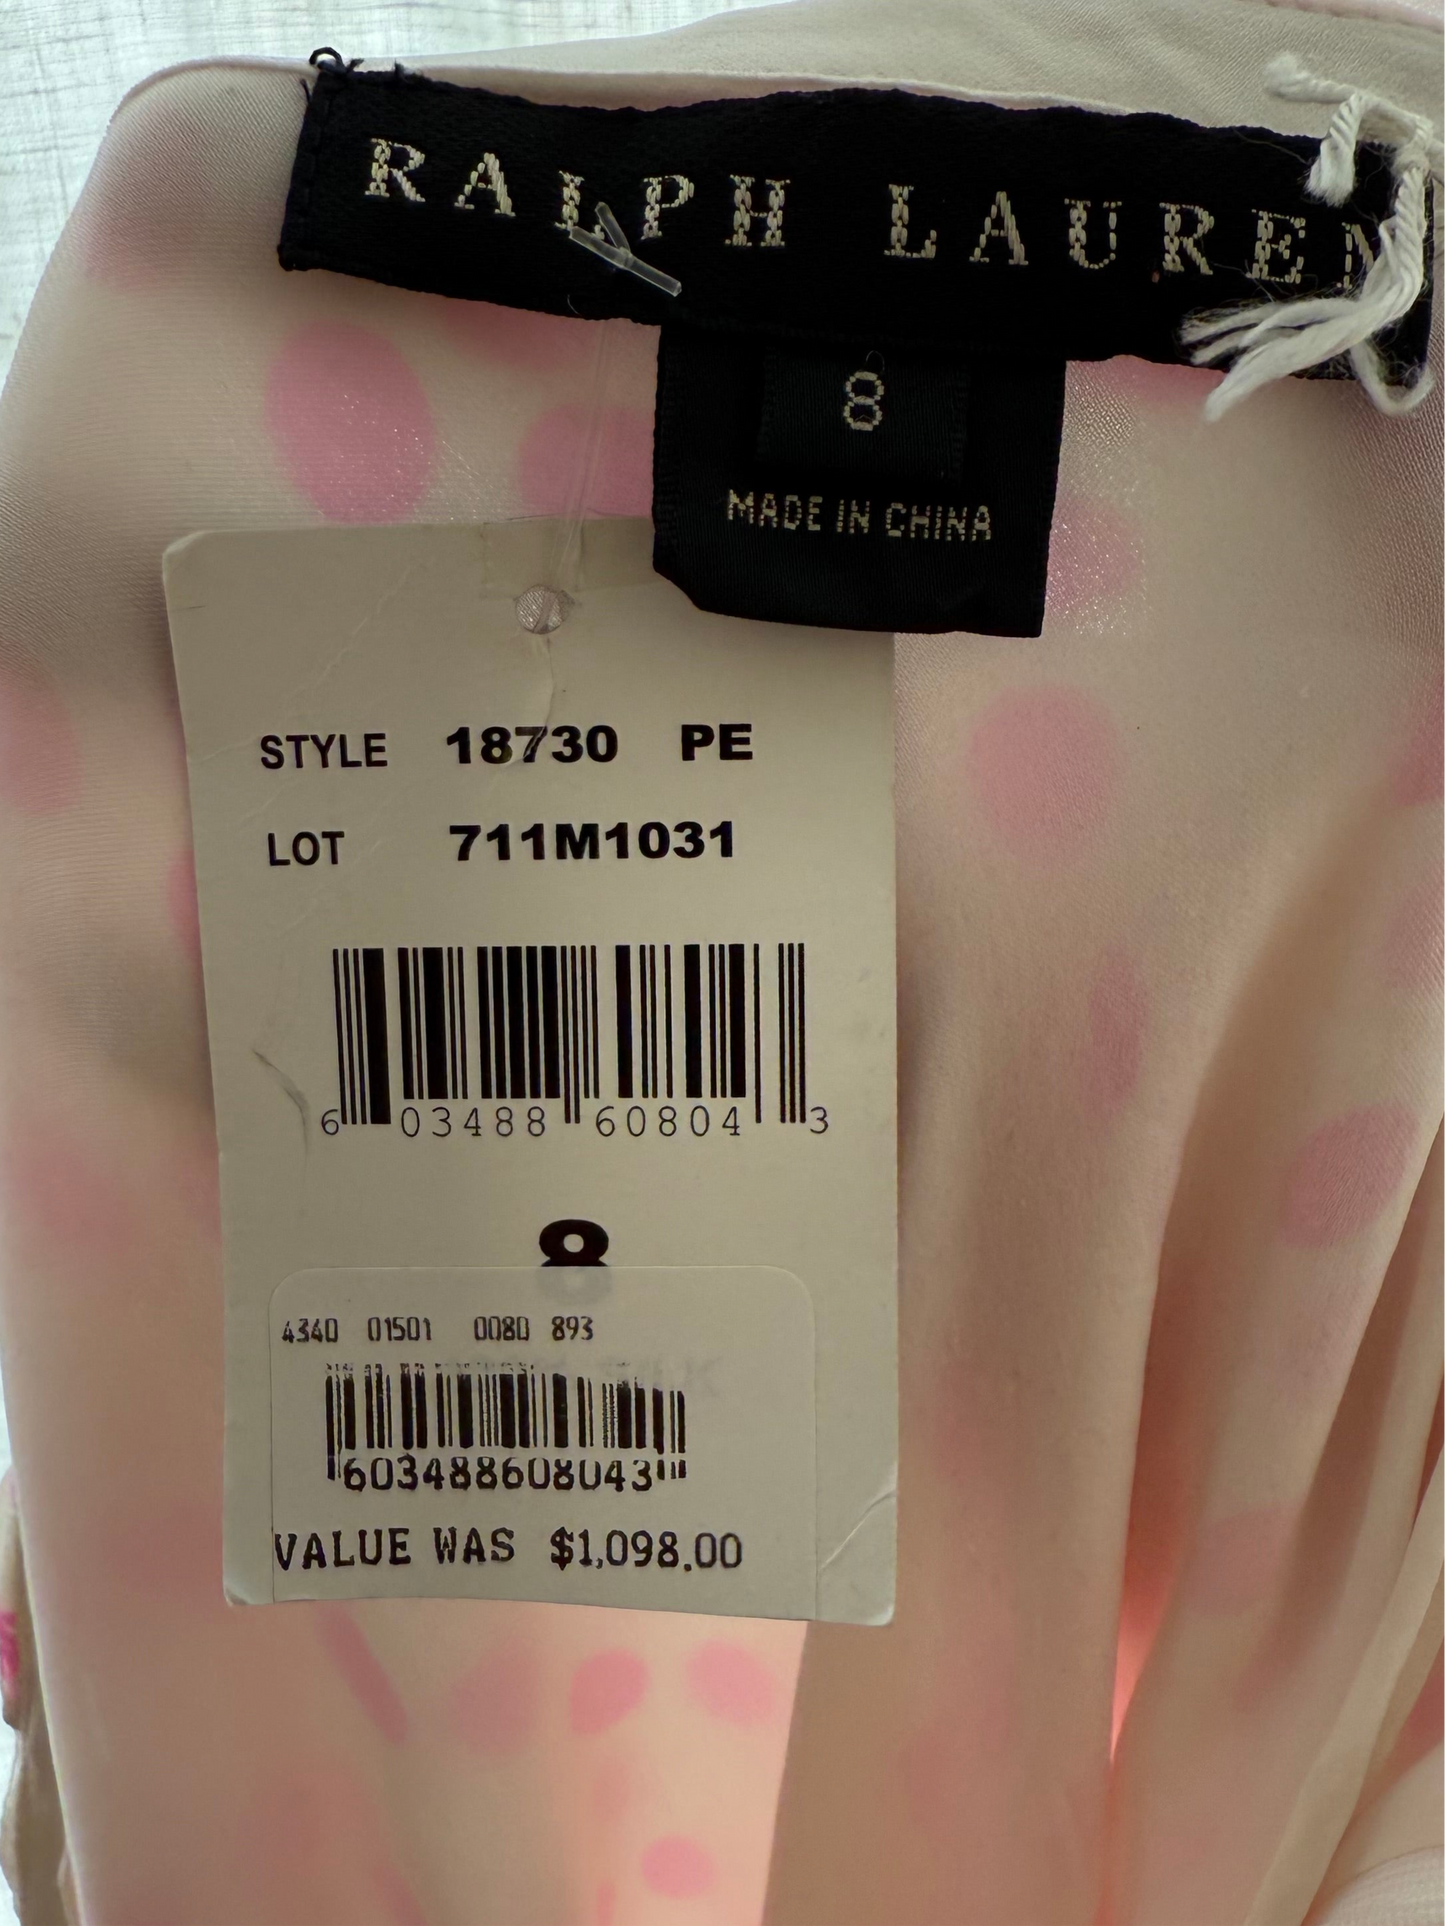 RALPH LAUREN
8
MADE IN CHINA
STYLE 18730 PE
LOT 711M1031
6 03488 60804 3
8
4340 01501 0080 893
603488608043
VALUE WAS $1,098.00